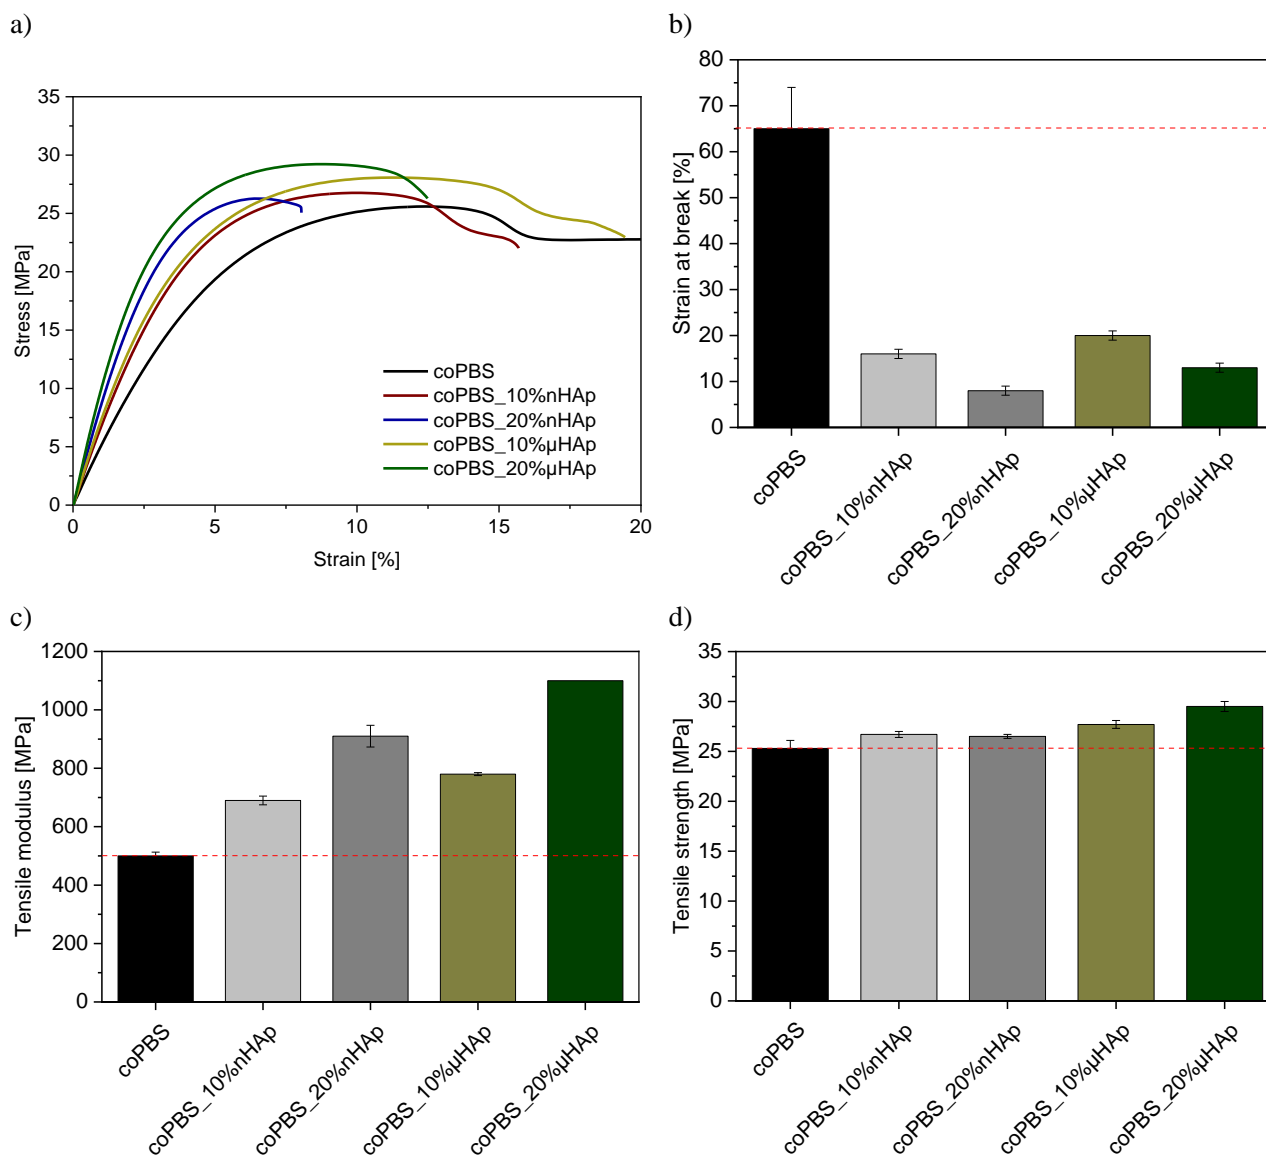 a)
35
30
25
20
15
10
5
0
Stress [MPa]
coPBS
coPBS_10%nHAp
coPBS_20%nHAp
coPBS_10%µHAp
coPBS_20%µHAp
0 5 10 15 20
Strain [%]
b)
80
70
60
50
40
30
20
10
0
Strain at break [%]
coPBS
coPBS_10%nHAp
coPBS_20%nHAp
coPBS_10%µHAp
coPBS_20%µHAp
c)
1200
1000
800
600
400
200
0
Tensile modulus [MPa]
coPBS
coPBS_10%nHAp
coPBS_20%nHAp
coPBS_10%µHAp
coPBS_20%µHAp
d)
35
30
25
20
15
10
5
0
Tensile strength [MPa]
coPBS
coPBS_10%nHAp
coPBS_20%nHAp
coPBS_10%µHAp
coPBS_20%µHAp